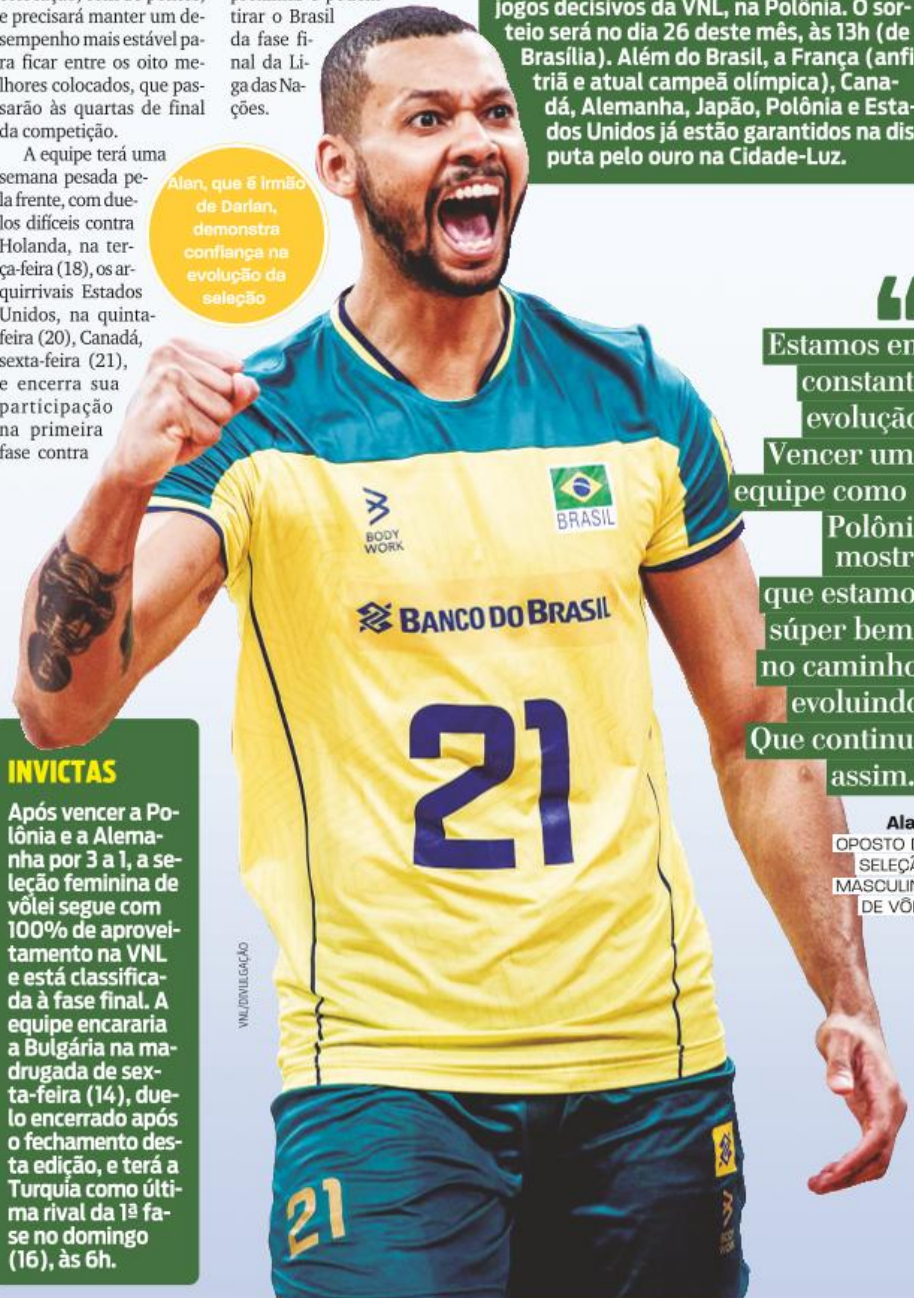 e precisará manter um de-
sempenho mais estável pa-
ra ficar entre os oito me-
lhores colocados, que pas-
sarão às quartas de final
da competição.
A equipe terá uma
semana pesada pe-
la frente, com due-
los difíceis contra
Holanda, na ter-
ça-feira (18), os ar-
quirrivais Estados
Unidos, na quinta-
feira (20), Canadá,
sexta-feira (21),
e encerra sua
participação
na primeira
fase contra
tirar o Brasil
da fase fi-
nal da Li-
ga das Na-
ções.
jogos decisivos da VNL, na Polônia. O sor-
teio será no dia 26 deste mês, às 13h (de
Brasília). Além do Brasil, a França (anfi
triã e atual campeã olímpica), Cana-
dá, Alemanha, Japão, Polônia e Esta-
dos Unidos já estão garantidos na dis
puta pelo ouro na Cidade-Luz.
Alan, que é irmão
de Darlan,
demonstra
confiança na
evolução da
seleção
“
Estamos em
constant
evolução
Vencer um
equipe como
Polôni
mostr
que estamo
súper bem
no caminho
evoluindo
Que continu
assim.
Ala
OPOSTO D
SELEÇÃ
MASCULIN
DE VÔ
BODY
WORK
BRASIL
BANCO DO BRASIL
21
21
INVICTAS
Após vencer a Po-
lônia e a Alema-
nha por 3 a 1, a se-
leção feminina de
vôlei segue com
100% de aprovei-
tamento na VNL
e está classifica-
da à fase final. A
equipe encararia
a Bulgária na ma-
drugada de sex-
ta-feira (14), due-
lo encerrado após
o fechamento des-
ta edição, e terá a
Turquia como últi-
ma rival da 1ª fa-
se no domingo
(16), às 6h.
VNL/DIVULGAÇÃO